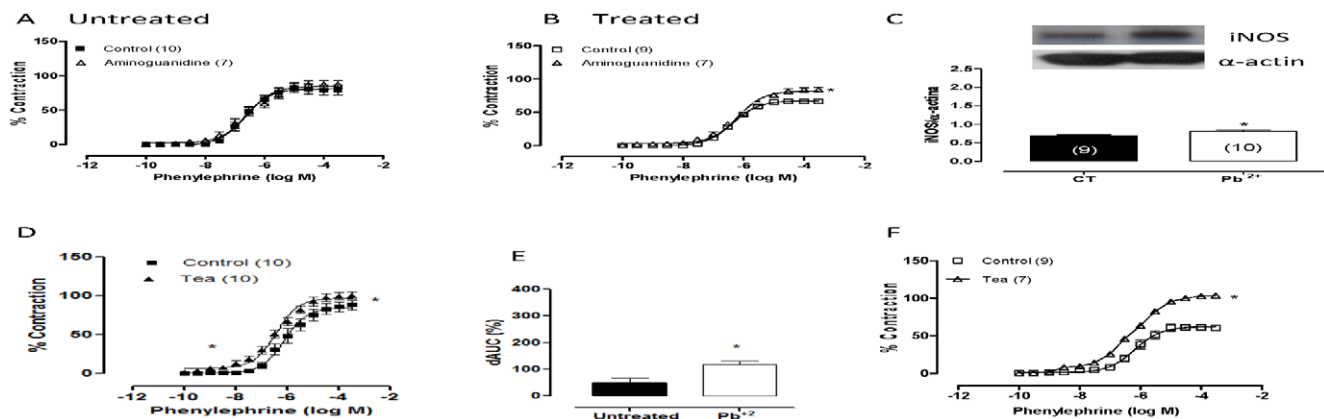 A Untreated
150
Control (10)
Aminoguanidine (7)
100
50
0
% Contraction
-12 -10 -8 -6 -4 -2
Phenylephrine (log M)
B Treated
150
Control (9)
Aminoguanidine (7)
100
50
0
% Contraction
*
-12 -10 -8 -6 -4 -2
Phenylephrine (log M)
C
iNOS
α-actin
2.5
2.0
1.5
1.0
0.5
0.0
iNOS/α-actina
*
(9) (10)
CT Pb+2+
D
150
Control (10)
Tea (10)
100
50
0
% Contraction
*
*
-12 -10 -8 -6 -4 -2
Phenylephrine (log M)
E
400
300
200
100
0
dAUC (%)
*
Untreated Pb+2
F
Control (9)
150
Tea (7)
100
50
0
% Contraction
*
-12 -10 -8 -6 -4 -2
Phenylephrine (log M)